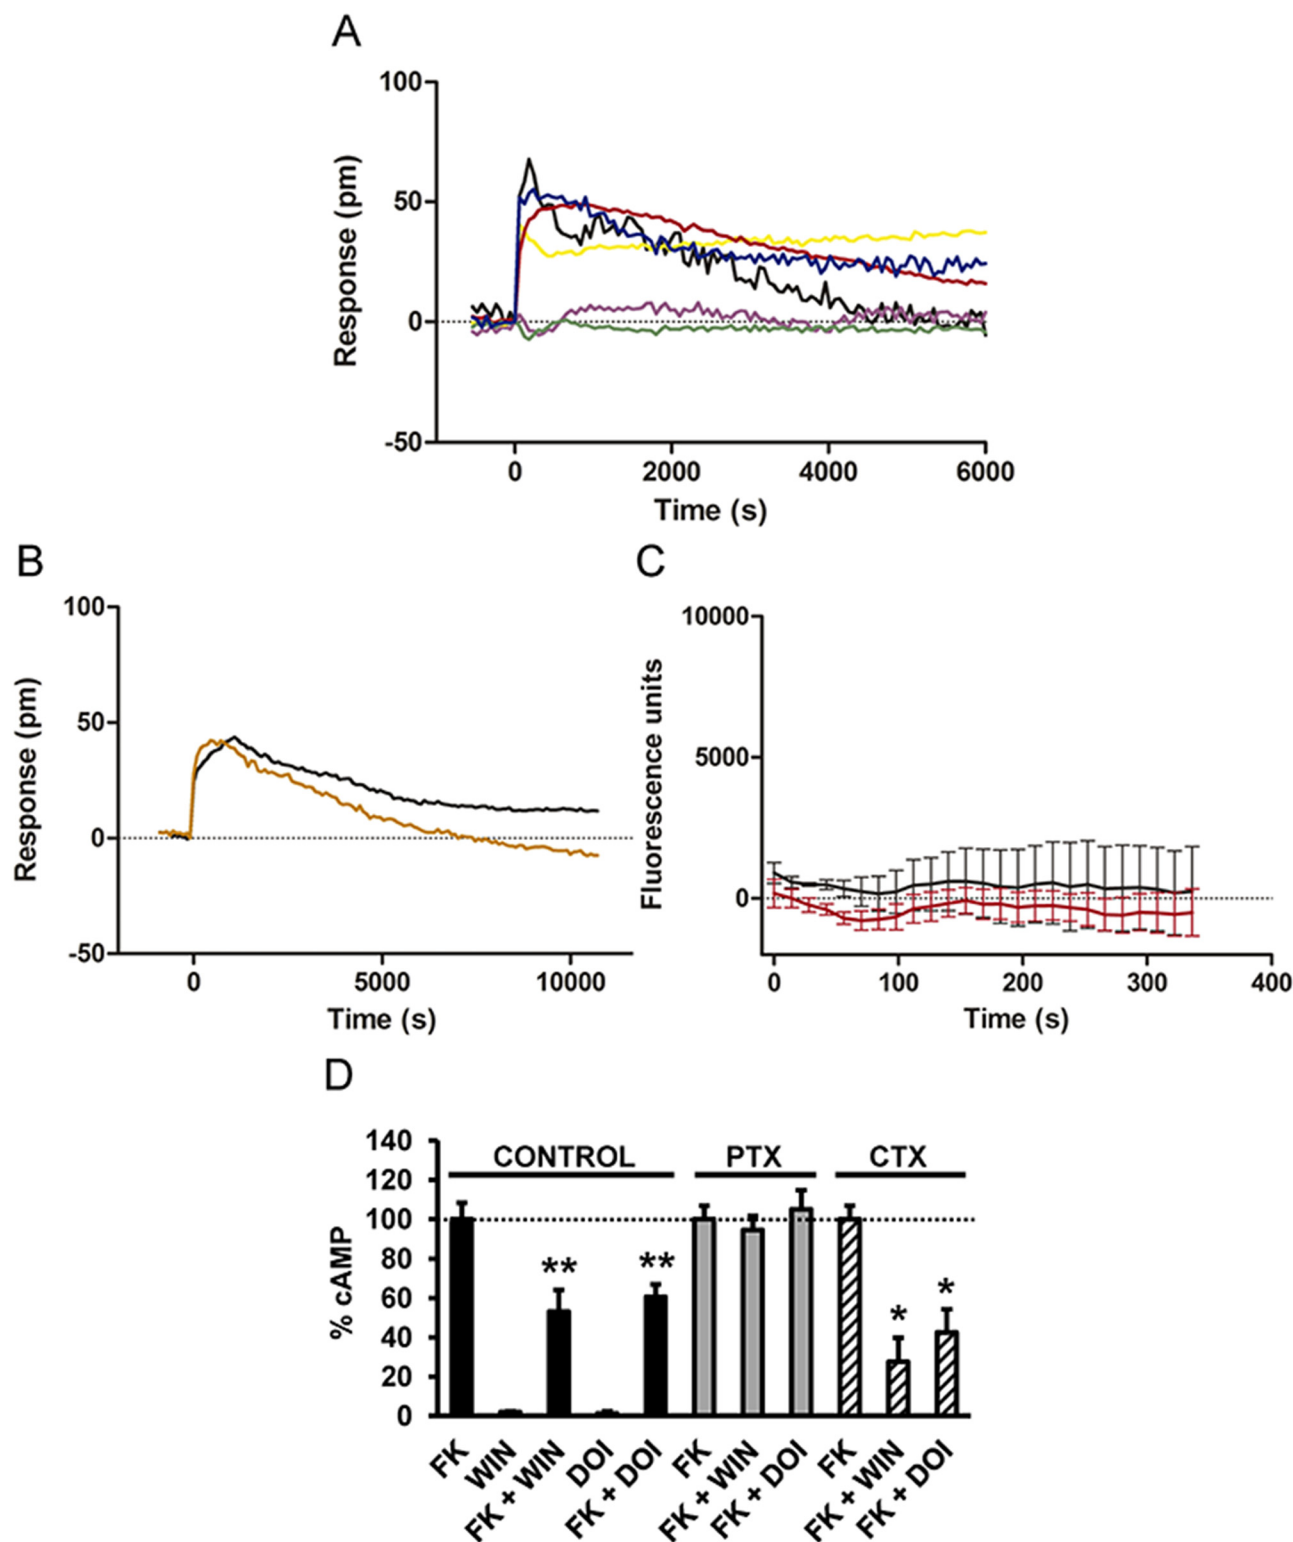 A
100
50
0
-50
Response (pm)
0 2000 4000 6000
Time (s)
B
100
50
0
-50
Response (pm)
0 5000 10000
Time (s)
C
10000
5000
0
Fluorescence units
0 100 200 300 400
Time (s)
D
140
120
100
80
60
40
20
0
% cAMP
CONTROL PTX CTX
** ** * *
FK
WIN
FK + WIN
DOI
FK + DOI
FK
FK + WIN
FK + DOI
FK
FK + WIN
FK + DOI